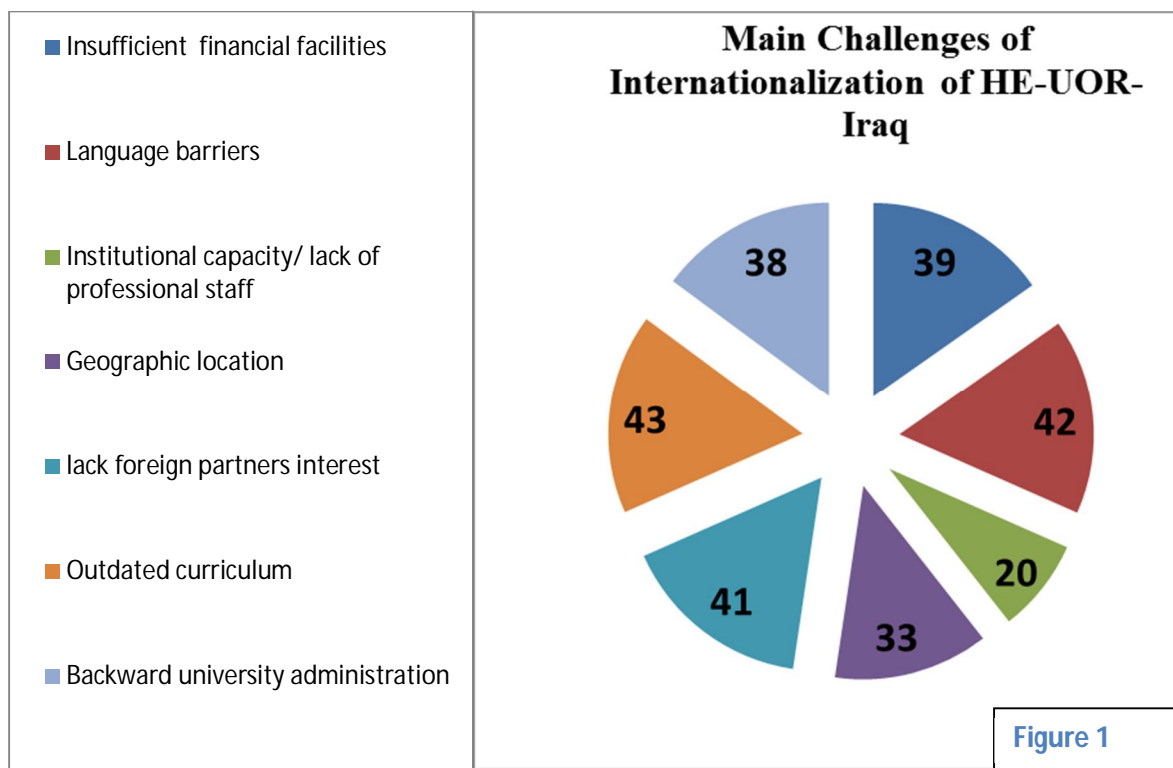 Insufficient financial facilities
Language barriers
Institutional capacity/ lack of
professional staff
Geographic location
lack foreign partners interest
Outdated curriculum
Backward university administration
Main Challenges of
Internationalization of HE-UOR-
Iraq
38
39
43
42
41
33
20
Figure 1